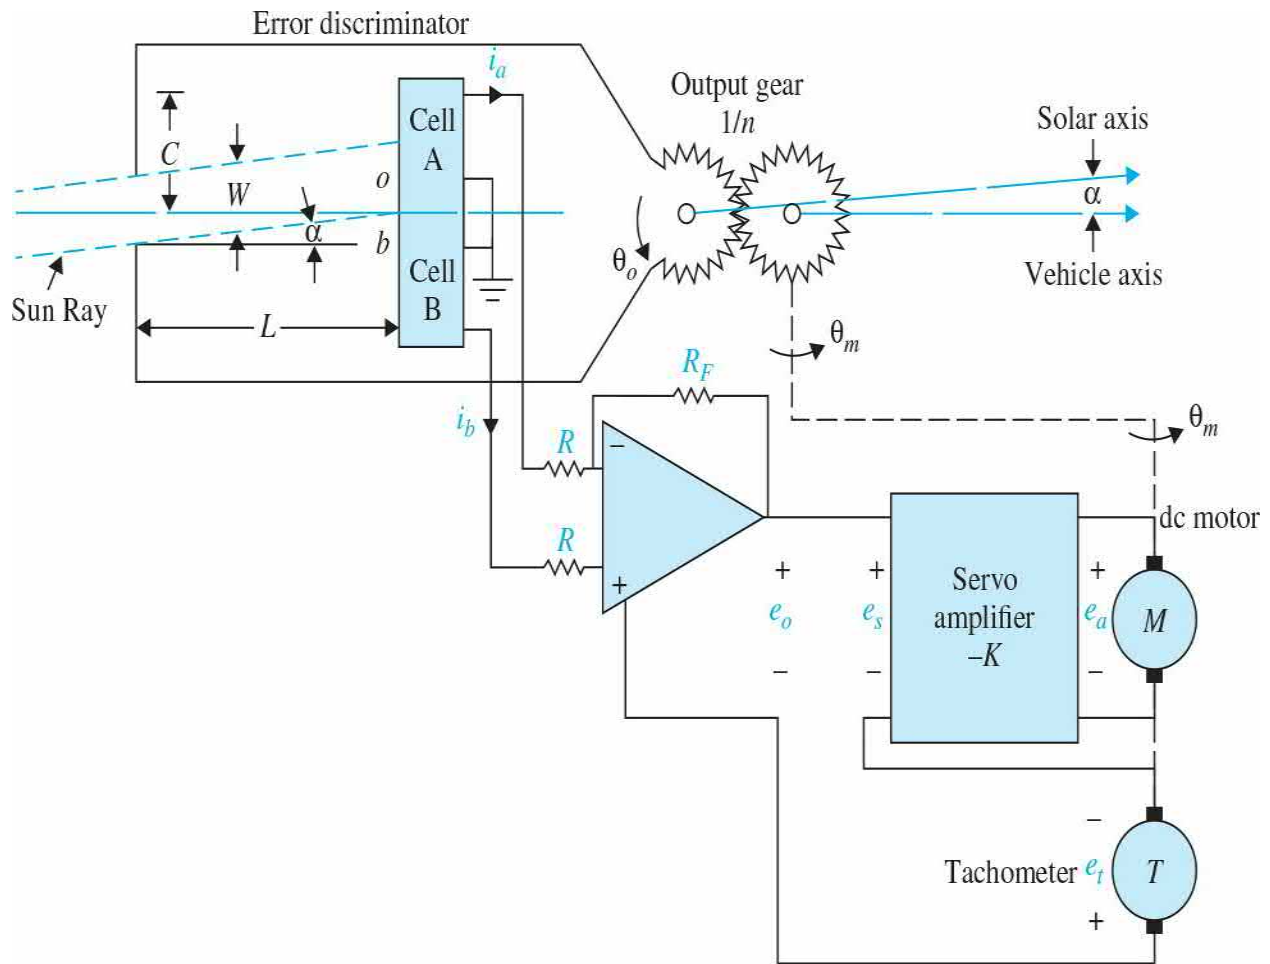 Error discriminator
i_a
Output gear
1/n
Solar axis
Cell
A
C
W
o
α
α
b
θ_o
Vehicle axis
Cell
B
Sun Ray
L
θ_m
R_F
i_b
θ_m
R
–
dc motor
R
+
+
+
+
Servo
amplifier
–K
e_o
e_s
e_a
M
–
–
–
–
Tachometer
e_t
T
+